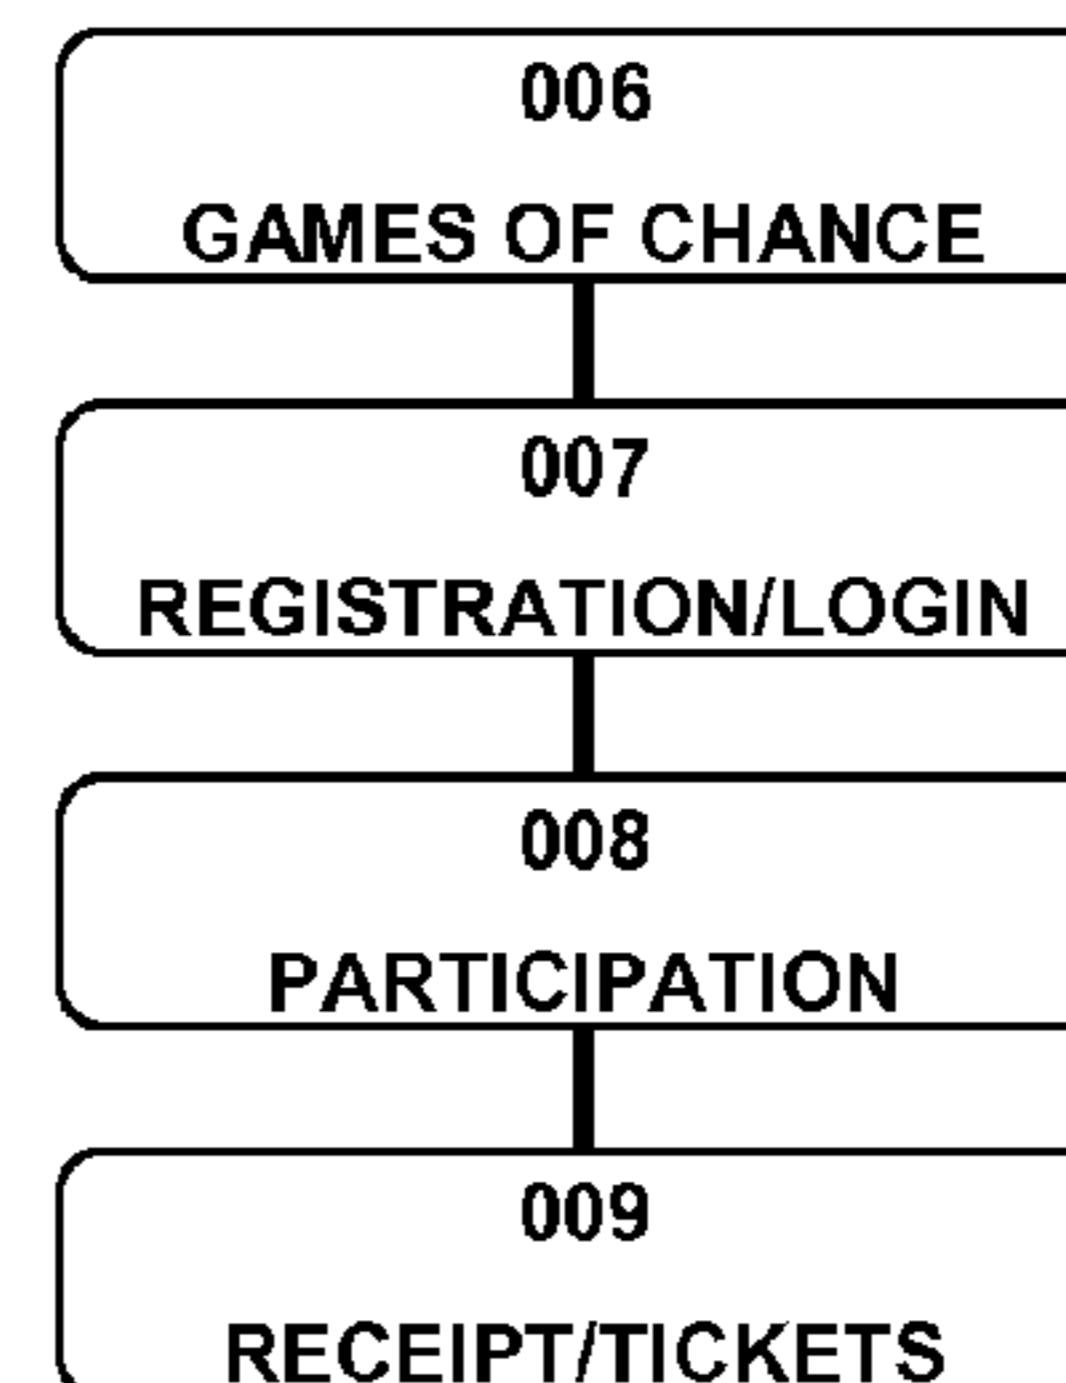 006
GAMES OF CHANCE
007
REGISTRATION/LOGIN
008
PARTICIPATION
009
RECEIPT/TICKETS